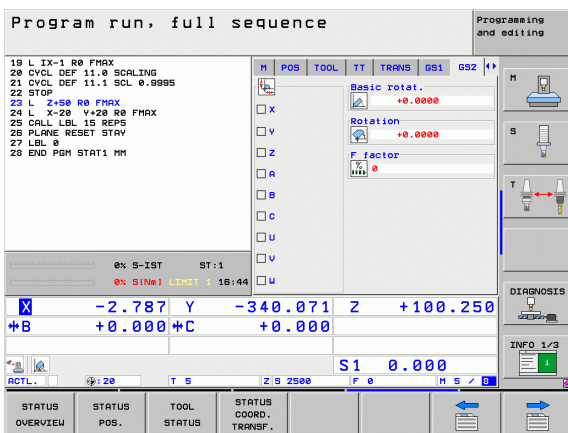 Program run, full sequence
Programming
and editing
19 L IX-1 R0 FMAX
20 CYCL DEF 11.0 SCALING
21 CYCL DEF 11.1 SCL 0.9995
22 STOP
23 L Z+50 R0 FMAX
24 L X-20 Y+20 R0 FMAX
25 CALL LBL 15 REP5
26 PLANE RESET STAY
27 LBL 0
28 END PGM STAT1 MM
M POS TOOL TT TRANS GS1 GS2
X
Y
Z
A
B
C
U
V
W
Basic rotat.
+0.0000
Rotation
+0.0000
F factor
%
0
0% S-IST ST:1
0% S[Nm] LIMIT 1 16:44
X -2.787 Y -340.071 Z +100.250
B +0.000 C +0.000
S1 0.000
ACTL. :20 T 5 Z S 2500 F 0 M 5 / 8
M
S
T
DIAGNOSIS
INFO 1/3
STATUS
OVERVIEW
STATUS
POS.
TOOL
STATUS
STATUS
COORD.
TRANSF.